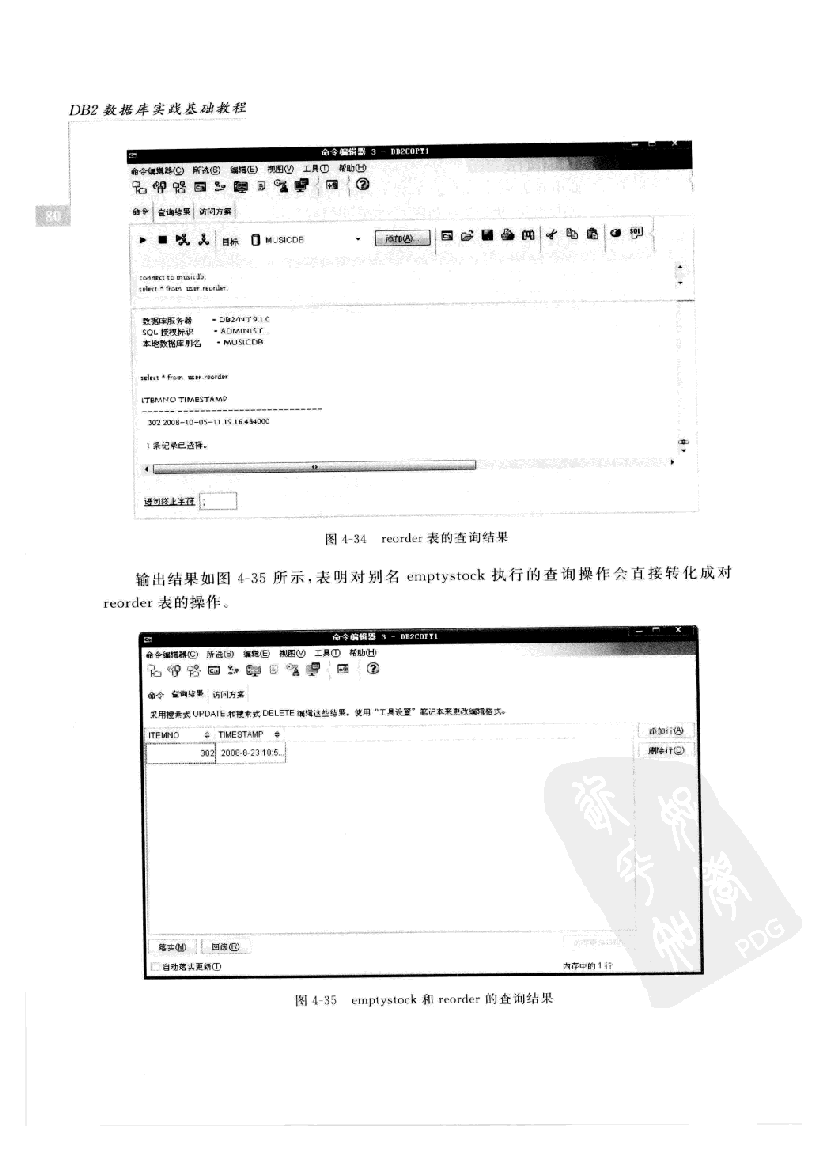 DB2 数据库实践基础教程
80
命令编辑器 3 - DB2COPY1
命令编辑器(C) 所选(S) 编辑(E) 视图(V) 工具(T) 帮助(H)
命令 查询结果 访问方案
目标 MUSICDB 添加(A)...
connect to musicdb;
select * from user.reorder;
数据库服务器 = DB2/NT 9.1.0
SQL 授权标识 = ADMINIST...
本地数据库别名 = MUSICDB
select * from user.reorder
ITEMNO TIMESTAMP
302 2008-10-05-11.15.16.484000
1 条记录已选择。
语句终止字符 ;
图 4-34 reorder 表的查询结果
输出结果如图 4-35 所示,表明对别名 emptystock 执行的查询操作会直接转化成对
reorder 表的操作。
命令编辑器 3 - DB2COPY1
命令编辑器(C) 所选(S) 编辑(E) 视图(V) 工具(T) 帮助(H)
命令 查询结果 访问方案
采用搜索式 UPDATE 和搜索式 DELETE 编辑这些结果。使用“工具设置”笔记本来更改编辑格式。
ITEMNO TIMESTAMP
添加行(A)
302 2008-8-23 10:5...
删除行(D)
落实(M) 回滚(R)
自动落实更新(T) 内存中的 1 行
图 4-35 emptystock 和 reorder 的查询结果
PDG